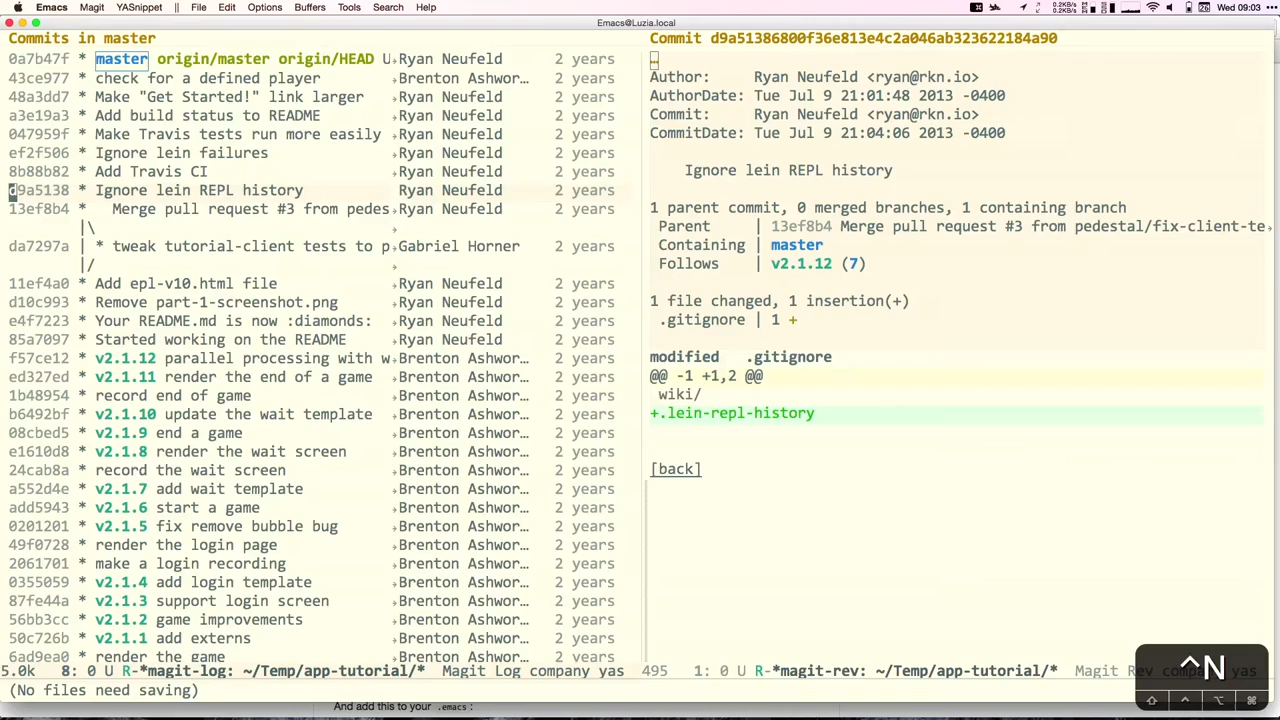 Emacs Magit YASnippet File Edit Options Buffers Tools Search Help Wed 26 09:03
Emacs@Luzia.local
Commits in master
0a7b47f * master origin/master origin/HEAD U Ryan Neufeld 2 years
43ce977 * check for a defined player Brenton Ashwor… 2 years
48a3dd7 * Make "Get Started!" link larger Ryan Neufeld 2 years
a3e19a3 * Add build status to README Ryan Neufeld 2 years
047959f * Make Travis tests run more easily Ryan Neufeld 2 years
ef2f506 * Ignore lein failures Ryan Neufeld 2 years
8b88b82 * Add Travis CI Ryan Neufeld 2 years
d9a5138 * Ignore lein REPL history Ryan Neufeld 2 years
13ef8b4 * Merge pull request #3 from pedes Ryan Neufeld 2 years
|\
da7297a | * tweak tutorial-client tests to p Gabriel Horner 2 years
|/
11ef4a0 * Add epl-v10.html file Ryan Neufeld 2 years
d10c993 * Remove part-1-screenshot.png Ryan Neufeld 2 years
e4f7223 * Your README.md is now :diamonds: Ryan Neufeld 2 years
85a7097 * Started working on the README Ryan Neufeld 2 years
f57ce12 * v2.1.12 parallel processing with w Brenton Ashwor… 2 years
ed327ed * v2.1.11 render the end of a game Brenton Ashwor… 2 years
1b48954 * record end of game Brenton Ashwor… 2 years
b6492bf * v2.1.10 update the wait template Brenton Ashwor… 2 years
08cbed5 * v2.1.9 end a game Brenton Ashwor… 2 years
e1610d8 * v2.1.8 render the wait screen Brenton Ashwor… 2 years
24cab8a * record the wait screen Brenton Ashwor… 2 years
a552d4e * v2.1.7 add wait template Brenton Ashwor… 2 years
add5943 * v2.1.6 start a game Brenton Ashwor… 2 years
0201201 * v2.1.5 fix remove bubble bug Brenton Ashwor… 2 years
49f0728 * render the login page Brenton Ashwor… 2 years
2061701 * make a login recording Brenton Ashwor… 2 years
0355059 * v2.1.4 add login template Brenton Ashwor… 2 years
87fe44a * v2.1.3 support login screen Brenton Ashwor… 2 years
56bb3cc * v2.1.2 game improvements Brenton Ashwor… 2 years
50c726b * v2.1.1 add externs Brenton Ashwor… 2 years
6ad9ea0 * render the game Brenton Ashwor… 2 years
5.0k 8: 0 U R-*magit-log: ~/Temp/app-tutorial/* Magit Log company yas
Commit d9a51386800f36e813e4c2a046ab323622184a90
…
Author: Ryan Neufeld <ryan@rkn.io>
AuthorDate: Tue Jul 9 21:01:48 2013 -0400
Commit: Ryan Neufeld <ryan@rkn.io>
CommitDate: Tue Jul 9 21:04:06 2013 -0400
Ignore lein REPL history
1 parent commit, 0 merged branches, 1 containing branch
Parent | 13ef8b4 Merge pull request #3 from pedestal/fix-client-te
Containing | master
Follows | v2.1.12 (7)
1 file changed, 1 insertion(+)
.gitignore | 1 +
modified .gitignore
@@ -1 +1,2 @@
wiki/
+.lein-repl-history
[back]
495 1: 0 U R-*magit-rev: ~/Temp/app-tutorial/* Magit Rev company yas
(No files need saving)
^N
And add this to your .emacs :